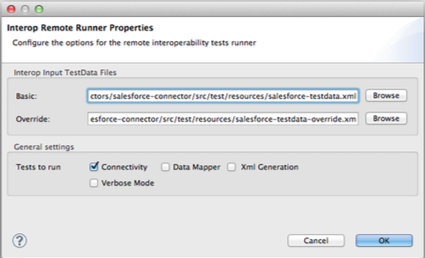 Interop Remote Runner Properties
Configure the options for the remote interoperability tests runner
Interop Input TestData Files
Basic: ctors/salesforce-connector/src/test/resources/salesforce-testdata.xml Browse
Override: esforce-connector/src/test/resources/salesforce-testdata-override.xm Browse
General settings
Tests to run Connectivity Data Mapper Xml Generation
Verbose Mode
? Cancel OK